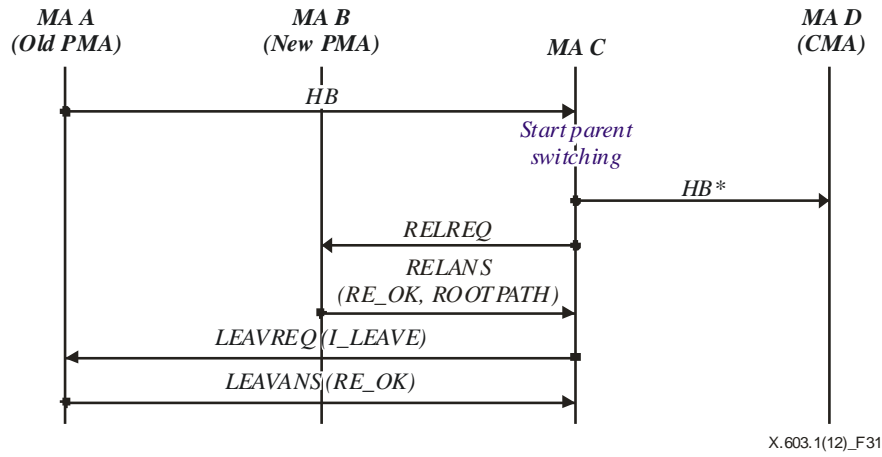 MA A
(Old PMA)
MA B
(New PMA)
MA C
MA D
(CMA)
HB
Start parent
switching
HB*
RELREQ
RELANS
(RE_OK, ROOTPATH)
LEAVREQ (I_LEAVE)
LEAVANS (RE_OK)
X.603.1(12)_F31